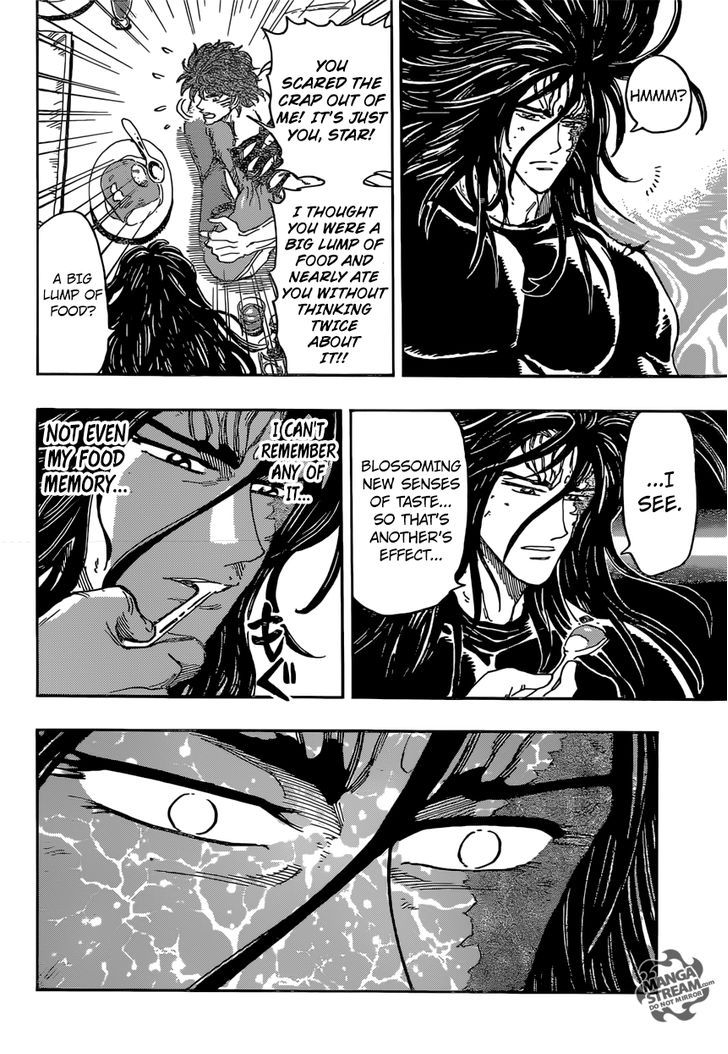 HMMM?
YOU
SCARED THE
CRAP OUT OF
ME! IT'S JUST
YOU, STAR!
I THOUGHT
YOU WERE A
BIG LUMP OF
FOOD AND
NEARLY ATE
YOU WITHOUT
THINKING
TWICE
ABOUT
IT!!
A BIG
LUMP OF
FOOD?
...I
SEE.
BLOSSOMING
NEW SENSES
OF TASTE...
SO THAT'S
ANOTHER'S
EFFECT...
I CAN'T
REMEMBER
ANY OF
IT...
NOT EVEN
MY FOOD
MEMORY...
もぐ
MANGA
STREAM.com
DO NOT MIRROR